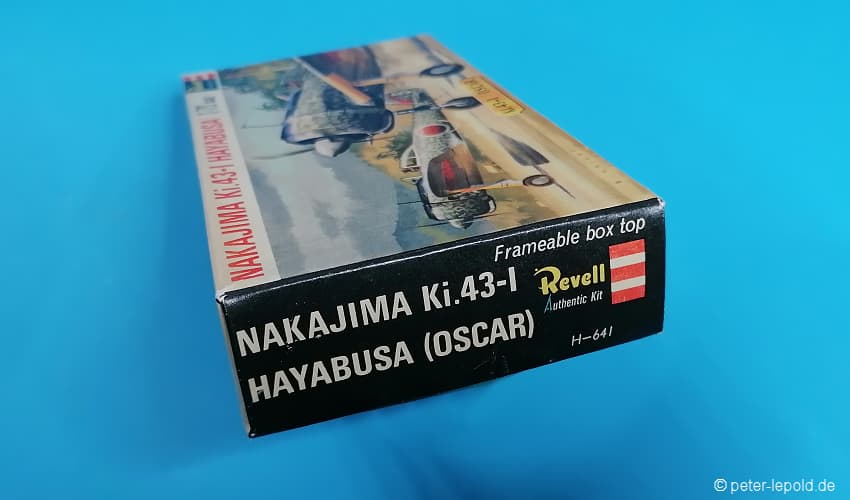 NAKAJIMA Ki.43-I HAYABUSA
Frameable box top
NAKAJIMA Ki.43-I
HAYABUSA (OSCAR)
Revell
Authentic Kit
H-641
© peter-lepold.de